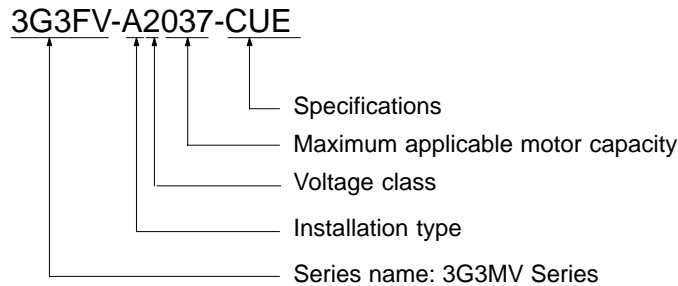 3G3FV-A2037-CUE
Specifications
Maximum applicable motor capacity
Voltage class
Installation type
Series name: 3G3MV Series